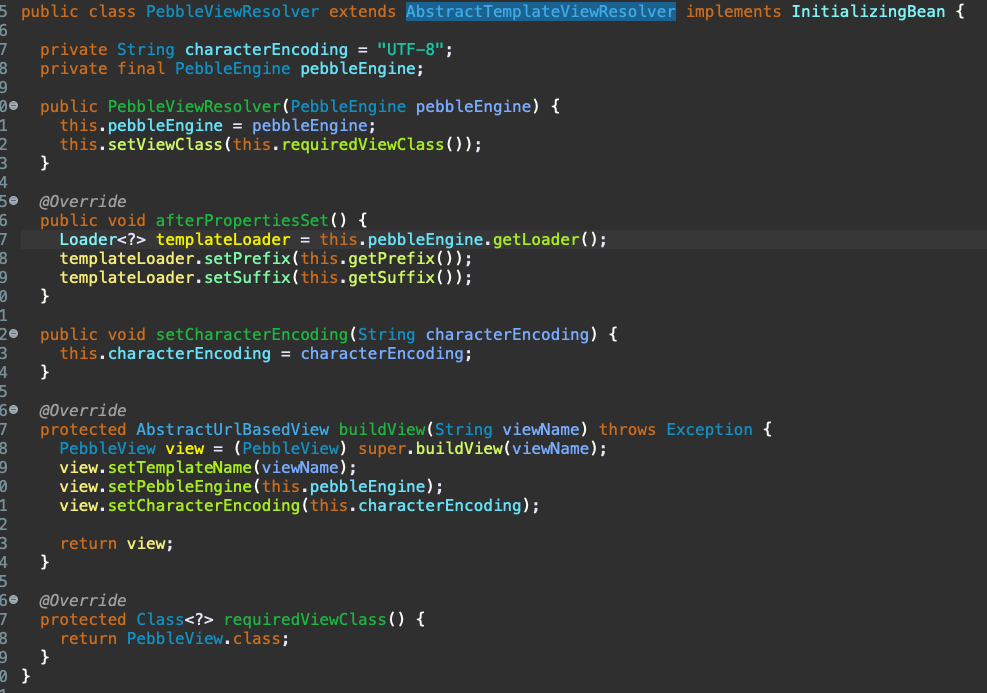 5 public class PebbleViewResolver extends AbstractTemplateViewResolver implements InitializingBean {
6
7   private String characterEncoding = "UTF-8";
8   private final PebbleEngine pebbleEngine;
9
0   public PebbleViewResolver(PebbleEngine pebbleEngine) {
1     this.pebbleEngine = pebbleEngine;
2     this.setViewClass(this.requiredViewClass());
3   }
4
5   @Override
6   public void afterPropertiesSet() {
7     Loader<?> templateLoader = this.pebbleEngine.getLoader();
8     templateLoader.setPrefix(this.getPrefix());
9     templateLoader.setSuffix(this.getSuffix());
0   }
1
2   public void setCharacterEncoding(String characterEncoding) {
3     this.characterEncoding = characterEncoding;
4   }
5
6   @Override
7   protected AbstractUrlBasedView buildView(String viewName) throws Exception {
8     PebbleView view = (PebbleView) super.buildView(viewName);
9     view.setTemplateName(viewName);
0     view.setPebbleEngine(this.pebbleEngine);
1     view.setCharacterEncoding(this.characterEncoding);
2
3     return view;
4   }
5
6   @Override
7   protected Class<?> requiredViewClass() {
8     return PebbleView.class;
9   }
0 }